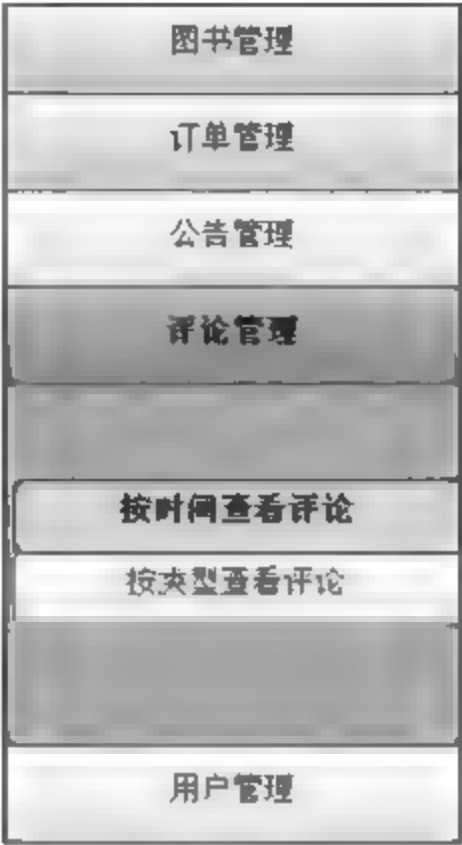 图书管理
订单管理
公告管理
评论管理
按时间查看评论
按类型查看评论
用户管理